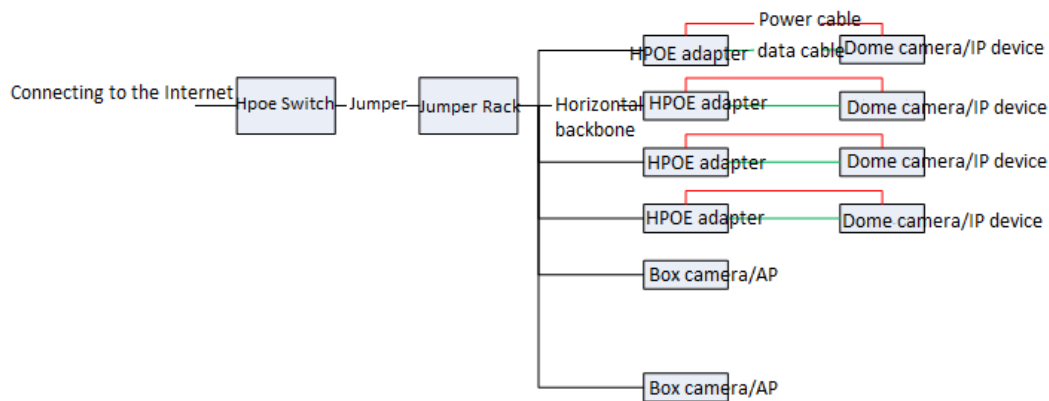 Power cable
HPOE adapter
data cable
Dome camera/IP device
Connecting to the Internet
Hpoe Switch
Jumper
Jumper Rack
Horizontal
backbone
HPOE adapter
Dome camera/IP device
HPOE adapter
Dome camera/IP device
HPOE adapter
Dome camera/IP device
Box camera/AP
Box camera/AP